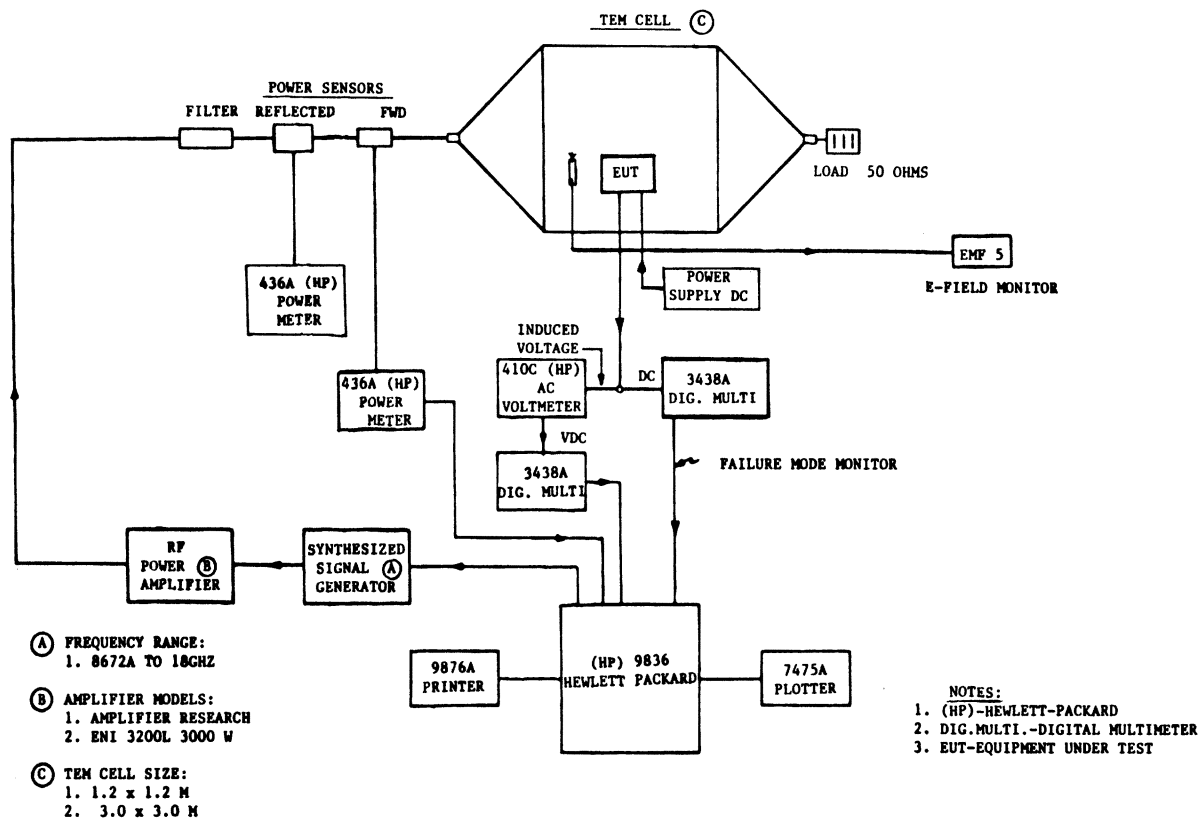 TEM CELL C
POWER SENSORS
FILTER REFLECTED FWD
EUT
LOAD 50 OHMS
EMF 5
E-FIELD MONITOR
POWER
SUPPLY DC
436A (HP)
POWER
METER
INDUCED
VOLTAGE
410C (HP)
AC
VOLTMETER
DC
3438A
DIG. MULTI
436A (HP)
POWER
METER
VDC
3438A
DIG. MULTI
FAILURE MODE MONITOR
RF
POWER B
AMPLIFIER
SYNTHESIZED
SIGNAL A
GENERATOR
(HP) 9836
HEWLETT PACKARD
9876A
PRINTER
7475A
PLOTTER
A FREQUENCY RANGE:
1. 8672A TO 18GHZ
B AMPLIFIER MODELS:
1. AMPLIFIER RESEARCH
2. ENI 3200L 3000 W
C TEM CELL SIZE:
1. 1.2 x 1.2 M
2. 3.0 x 3.0 M
NOTES:
1. (HP)-HEWLETT-PACKARD
2. DIG.MULTI.-DIGITAL MULTIMETER
3. EUT-EQUIPMENT UNDER TEST